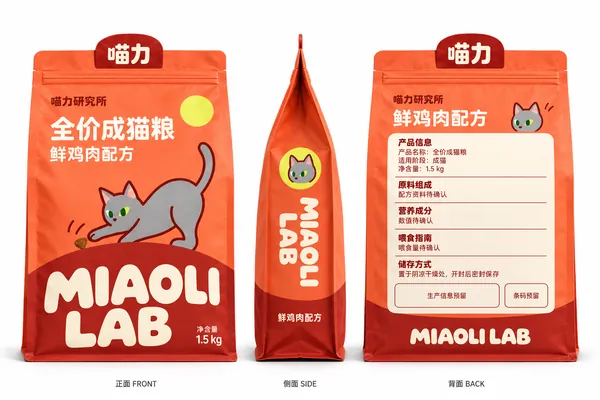 喵力
喵力研究所
全价成猫粮
鲜鸡肉配方
MIAOLI
LAB
净含量
1.5 kg
MIAOLI
LAB
鲜鸡肉配方
喵力
喵力研究所
鲜鸡肉配方
产品信息
产品名称：全价成猫粮
适用阶段：成猫
净含量：1.5 kg
原料组成
配方资料待确认
营养成分
数值待确认
喂食指南
喂食量待确认
储存方式
置于阴凉干燥处，开封后密封保存
生产信息预留
条码预留
MIAOLI LAB
正面 FRONT
侧面 SIDE
背面 BACK